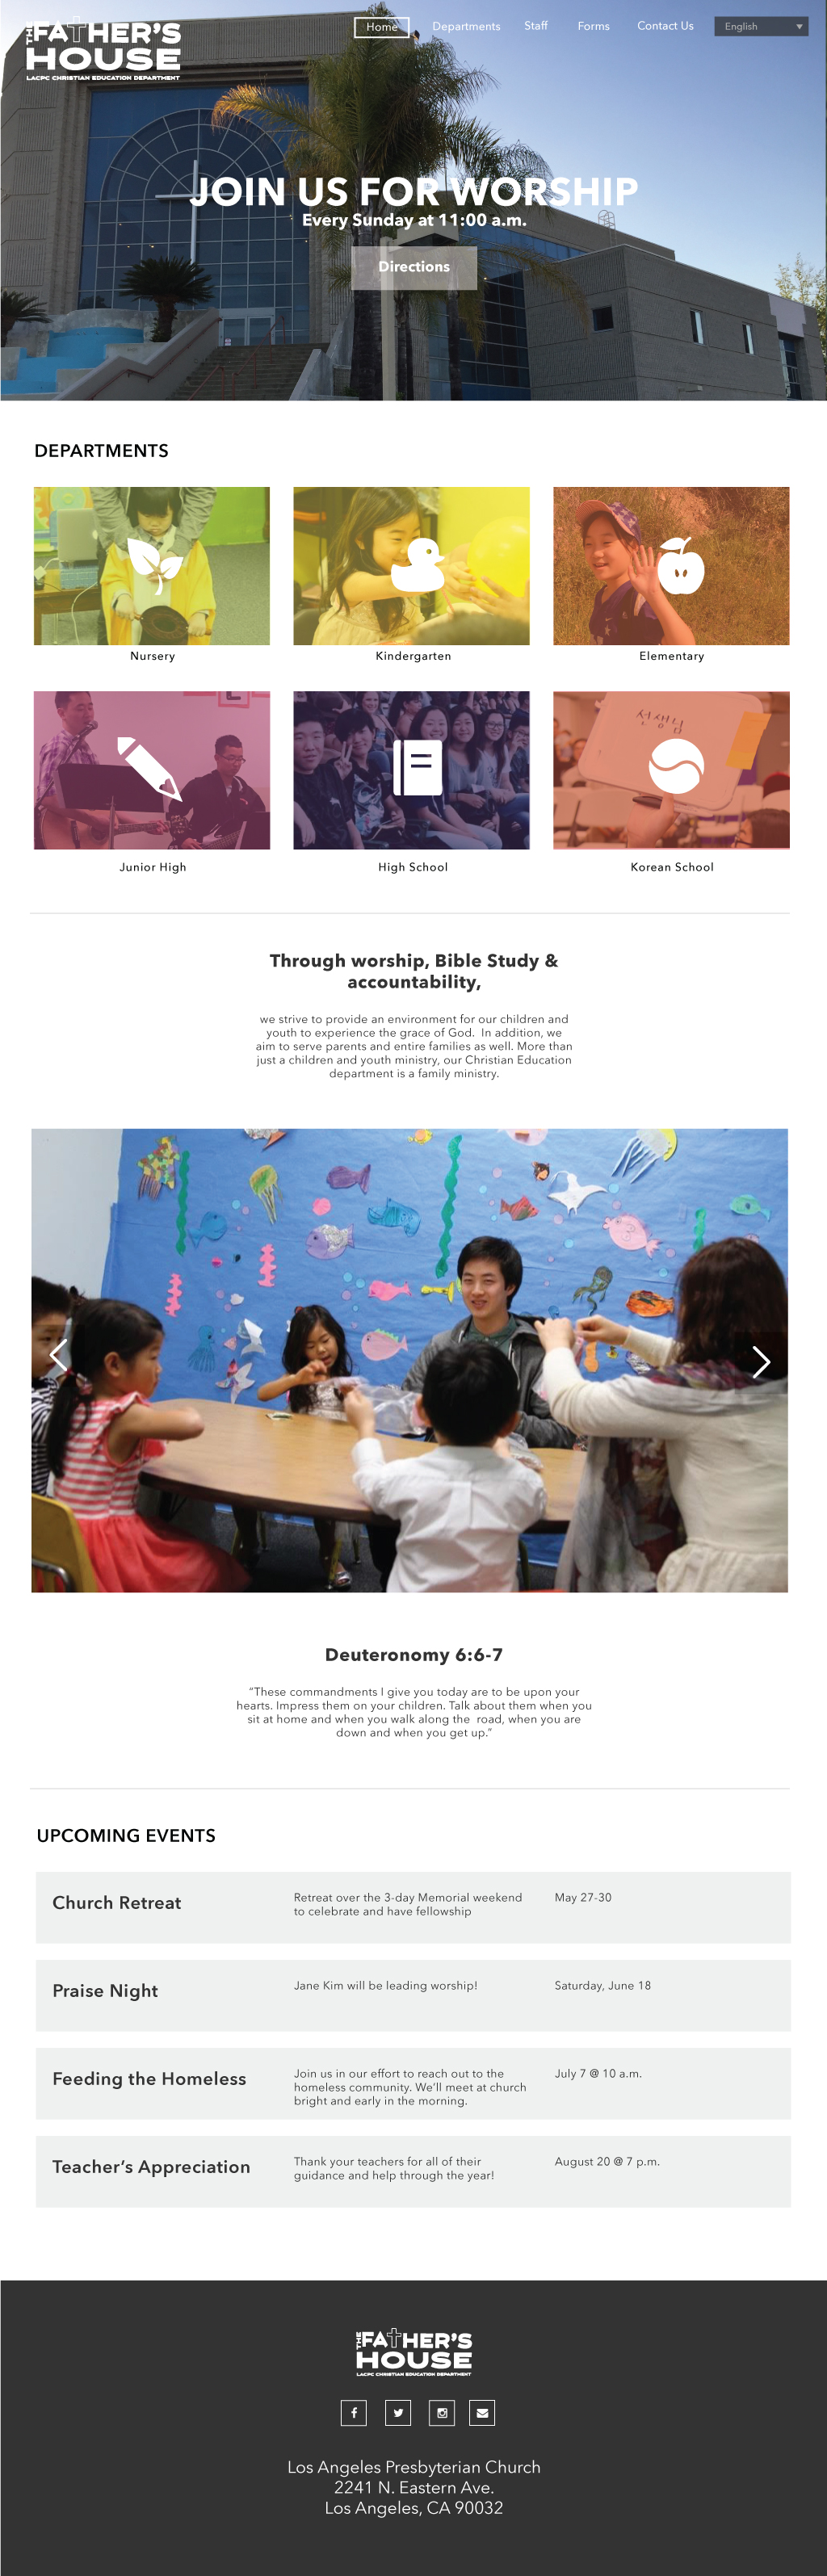 THE FATHER'S
HOUSE
LACPC CHRISTIAN EDUCATION DEPARTMENT
Home
Departments
Staff
Forms
Contact Us
English
JOIN US FOR WORSHIP
Every Sunday at 11:00 a.m.
Directions
DEPARTMENTS
Nursery
Kindergarten
Elementary
선생님
Junior High
High School
Korean School
Through worship, Bible Study &
accountability,
we strive to provide an environment for our children and
youth to experience the grace of God. In addition, we
aim to serve parents and entire families as well. More than
just a children and youth ministry, our Christian Education
department is a family ministry.
Deuteronomy 6:6-7
“These commandments I give you today are to be upon your
hearts. Impress them on your children. Talk about them when you
sit at home and when you walk along the road, when you are
down and when you get up.”
UPCOMING EVENTS
Church Retreat
Retreat over the 3-day Memorial weekend
to celebrate and have fellowship
May 27-30
Praise Night
Jane Kim will be leading worship!
Saturday, June 18
Feeding the Homeless
Join us in our effort to reach out to the
homeless community. We’ll meet at church
bright and early in the morning.
July 7 @ 10 a.m.
Teacher’s Appreciation
Thank your teachers for all of their
guidance and help through the year!
August 20 @ 7 p.m.
THE FATHER'S
HOUSE
LACPC CHRISTIAN EDUCATION DEPARTMENT
Los Angeles Presbyterian Church
2241 N. Eastern Ave.
Los Angeles, CA 90032